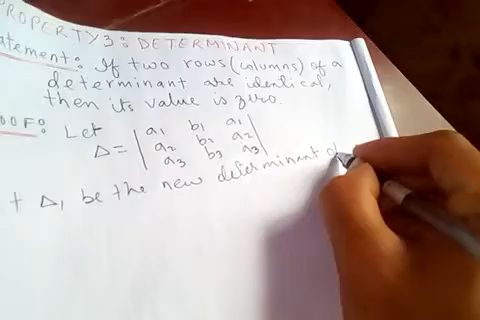 PROPERTY 3: DETERMINANT
atement: If two rows (columns) of a
determinant are identical,
then its value is zero.
OOF: Let
Δ = | a₁ b₁ a₁ |
| a₂ b₂ a₂ |
| a₃ b₃ a₃ |
t Δ₁ be the new determinant o